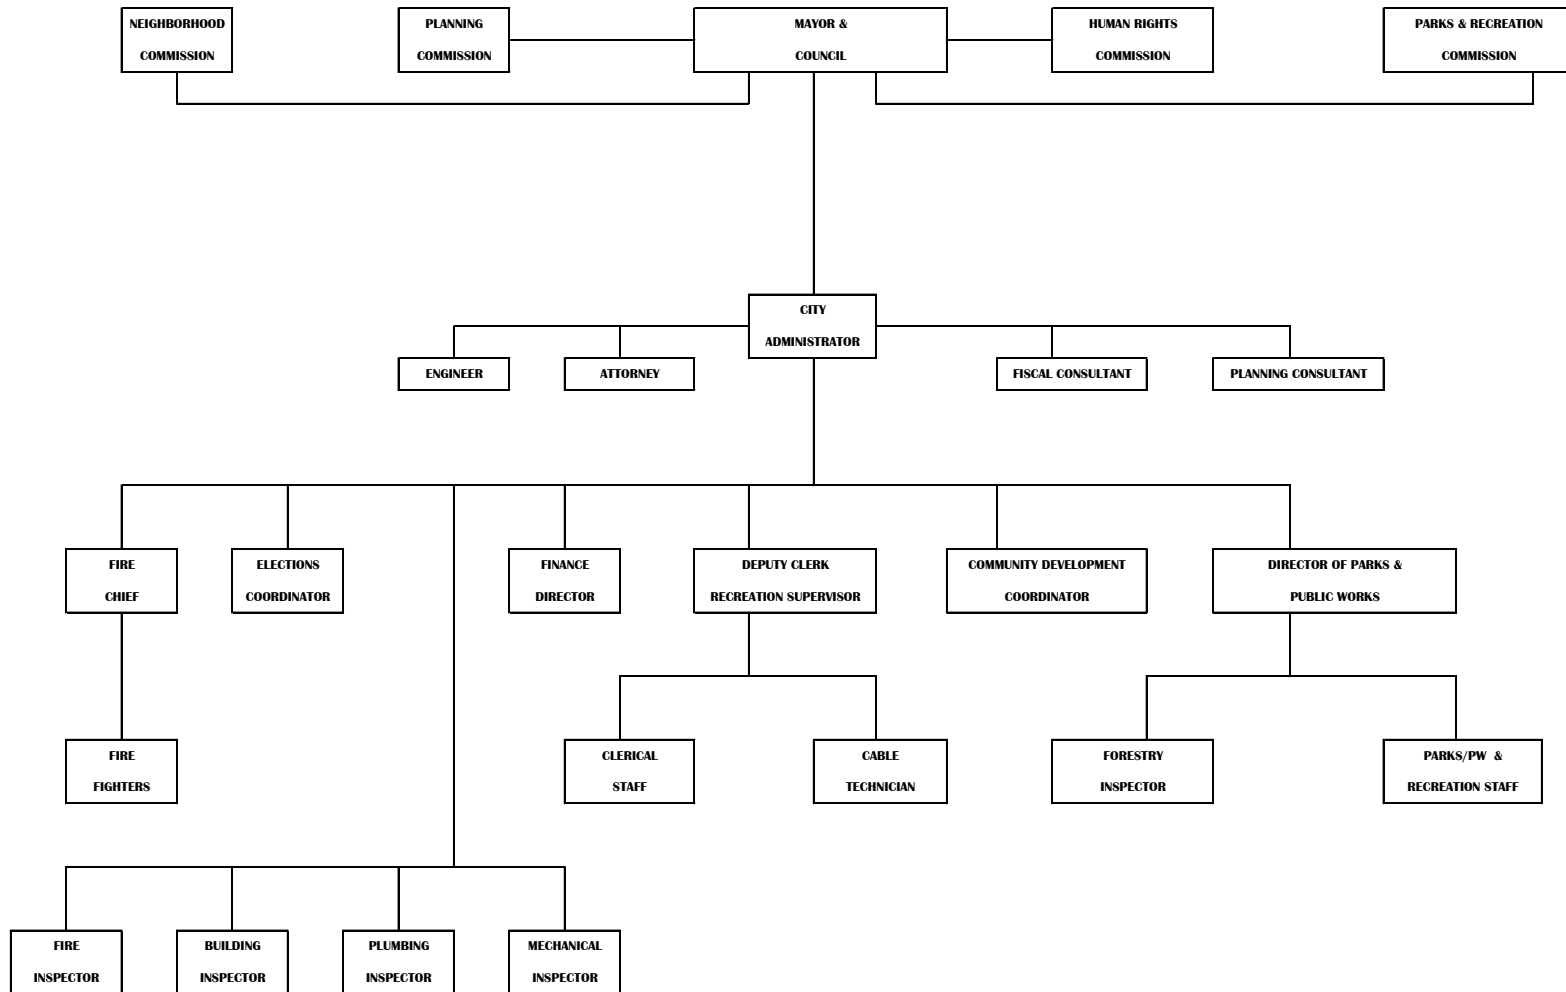 NEIGHBORHOOD
COMMISSION
PLANNING
COMMISSION
MAYOR &
COUNCIL
HUMAN RIGHTS
COMMISSION
PARKS & RECREATION
COMMISSION
CITY
ADMINISTRATOR
ENGINEER
ATTORNEY
FISCAL CONSULTANT
PLANNING CONSULTANT
FIRE
CHIEF
ELECTIONS
COORDINATOR
FINANCE
DIRECTOR
DEPUTY CLERK
RECREATION SUPERVISOR
COMMUNITY DEVELOPMENT
COORDINATOR
DIRECTOR OF PARKS &
PUBLIC WORKS
FIRE
FIGHTERS
CLERICAL
STAFF
CABLE
TECHNICIAN
FORESTRY
INSPECTOR
PARKS/PW &
RECREATION STAFF
FIRE
INSPECTOR
BUILDING
INSPECTOR
PLUMBING
INSPECTOR
MECHANICAL
INSPECTOR